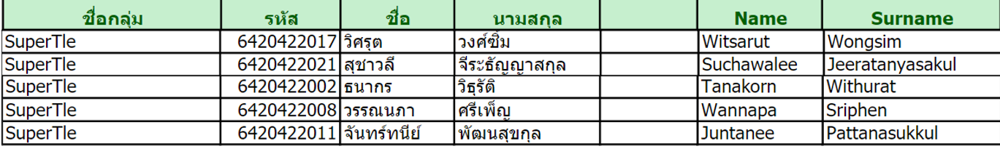 ชื่อกลุ่ม รหัส ชื่อ นามสกุล Name Surname
SuperTle 6420422017 วิศรุต วงศ์ซิ่ม Witsarut Wongsim
SuperTle 6420422021 สุชาวลี จีระธัญญาสกุล Suchawalee Jeeratanyasakul
SuperTle 6420422002 ธนากร วิธุรัติ Tanakorn Withurat
SuperTle 6420422008 วรรณนภา ศรีเพ็ญ Wannapa Sriphen
SuperTle 6420422011 จันทร์ทนีย์ พัฒนสุขกุล Juntanee Pattanasukkul